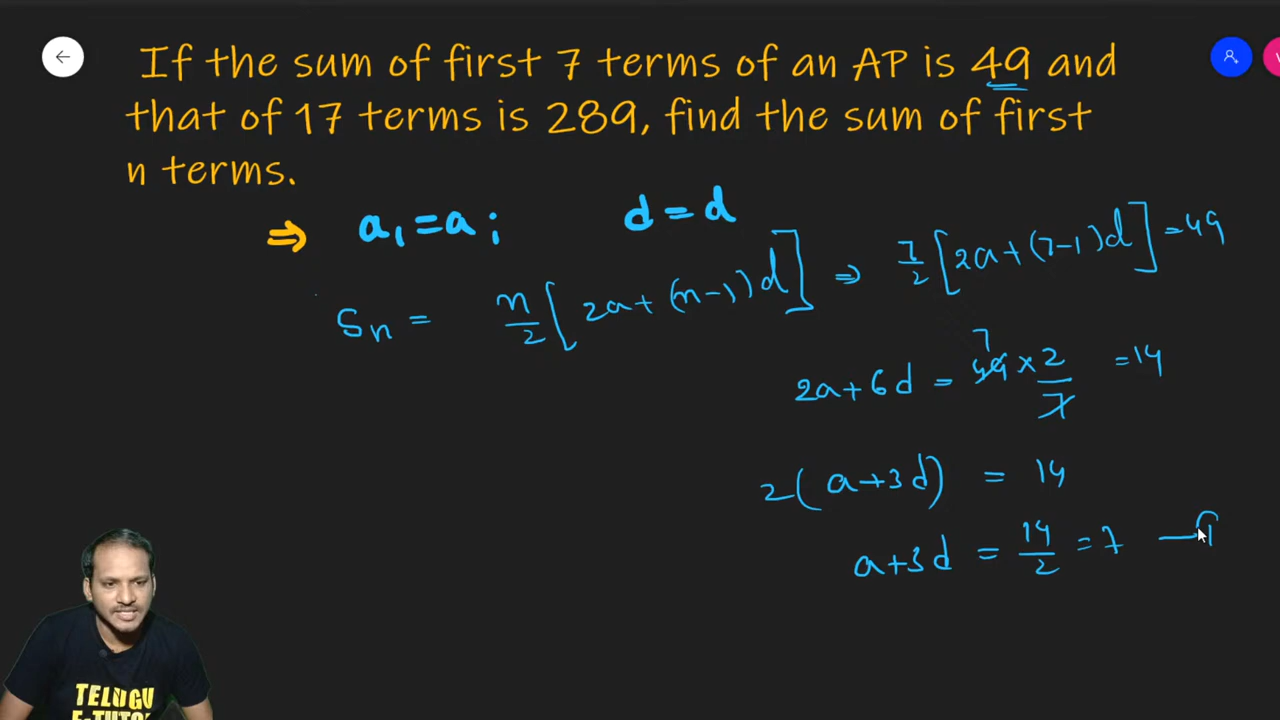 If the sum of first 7 terms of an AP is 49 and
that of 17 terms is 289, find the sum of first
n terms.
⇒ a₁=a; d=d
Sn = n/2[2a+(n-1)d] ⇒ 7/2[2a+(7-1)d]=49
2a+6d = 49×2/7 =14
7
2(a+3d) = 14
a+3d = 14/2 =7 —1
TELUGU
E-TUTO